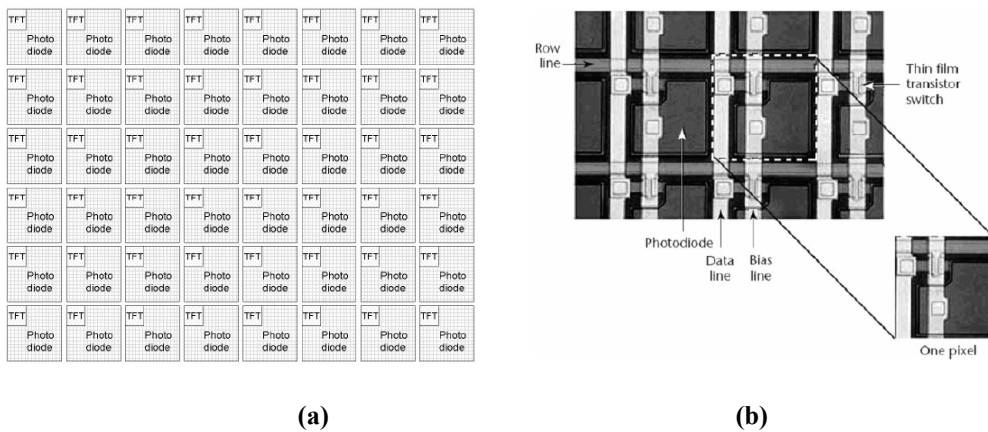 TFT TFT TFT TFT TFT TFT TFT TFT
Photo Photo Photo Photo Photo Photo Photo Photo
diode diode diode diode diode diode diode diode
TFT TFT TFT TFT TFT TFT TFT TFT
Photo Photo Photo Photo Photo Photo Photo Photo
diode diode diode diode diode diode diode diode
TFT TFT TFT TFT TFT TFT TFT TFT
Photo Photo Photo Photo Photo Photo Photo Photo
diode diode diode diode diode diode diode diode
TFT TFT TFT TFT TFT TFT TFT TFT
Photo Photo Photo Photo Photo Photo Photo Photo
diode diode diode diode diode diode diode diode
TFT TFT TFT TFT TFT TFT TFT TFT
Photo Photo Photo Photo Photo Photo Photo Photo
diode diode diode diode diode diode diode diode
TFT TFT TFT TFT TFT TFT TFT TFT
Photo Photo Photo Photo Photo Photo Photo Photo
diode diode diode diode diode diode diode diode
(a)
Row
line
Thin film
transistor
switch
Photodiode
Data
line
Bias
line
One pixel
(b)